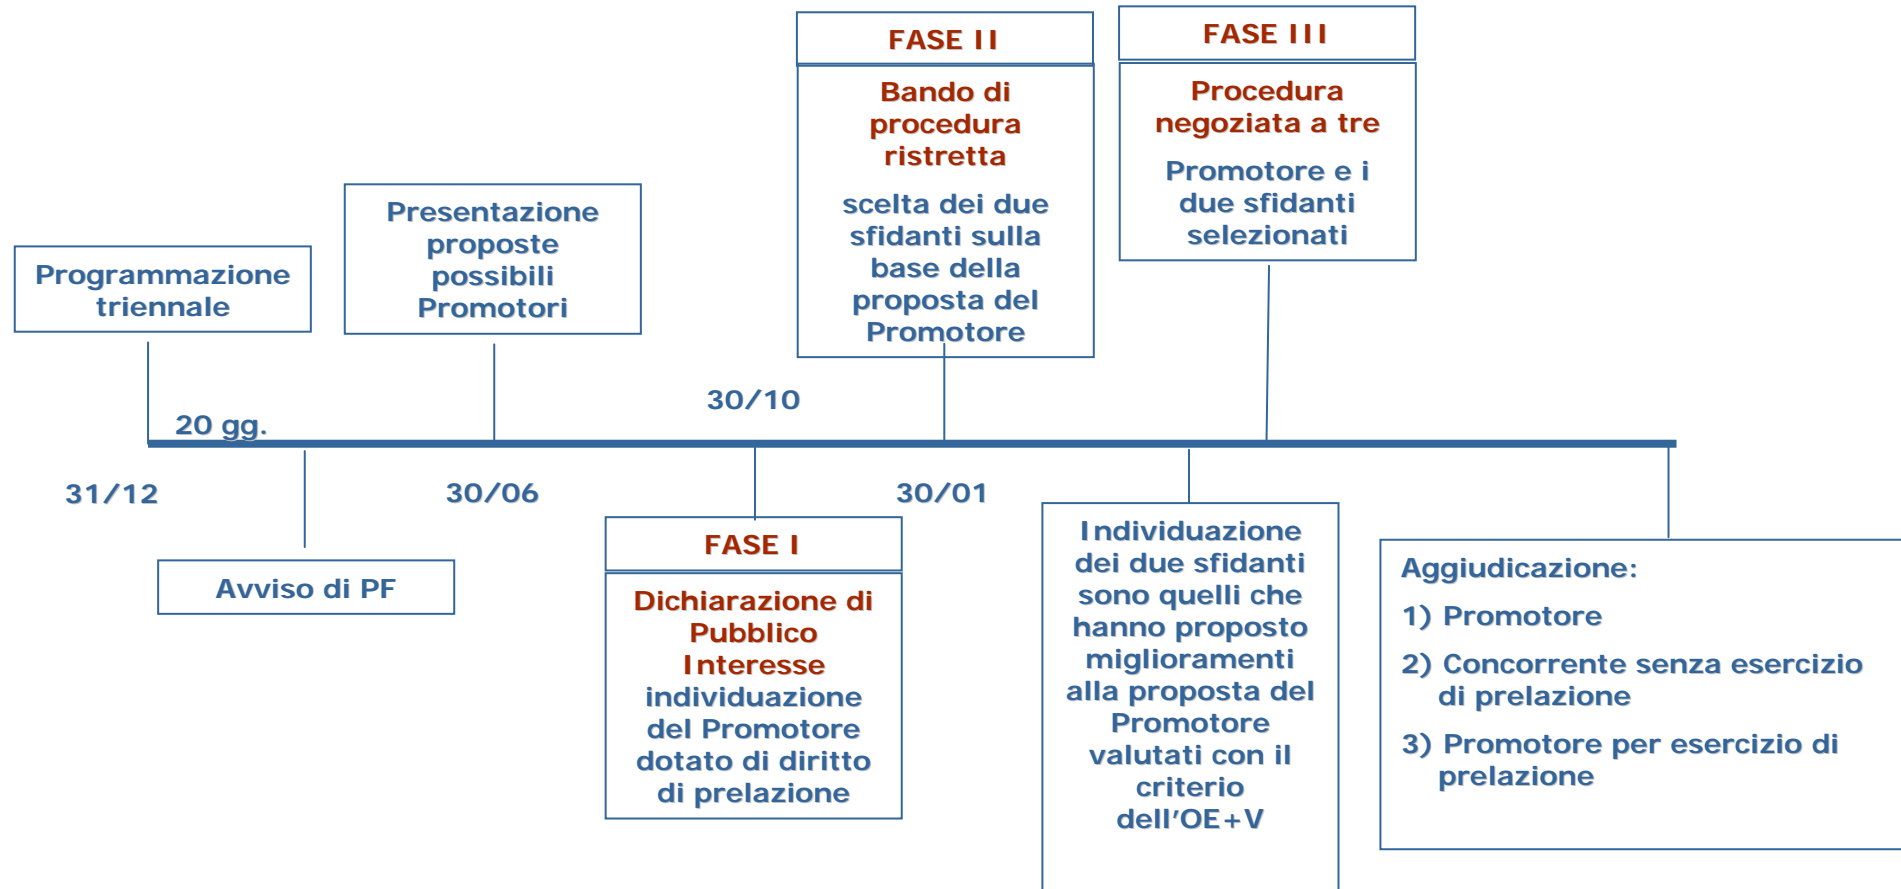 FASE II
Bando di
procedura
ristretta
scelta dei due
sfidanti sulla
base della
proposta del
Promotore
FASE III
Procedura
negoziata a tre
Promotore e i
due sfidanti
selezionati
Presentazione
proposte
possibili
Promotori
Programmazione
triennale
30/10
20 gg.
31/12
30/06
30/01
Avviso di PF
FASE I
Dichiarazione di
Pubblico
Interesse
individuazione
del Promotore
dotato di diritto
di prelazione
Individuazione
dei due sfidanti
sono quelli che
hanno proposto
miglioramenti
alla proposta del
Promotore
valutati con il
criterio
dell’OE+V
Aggiudicazione:
1) Promotore
2) Concorrente senza esercizio
di prelazione
3) Promotore per esercizio di
prelazione